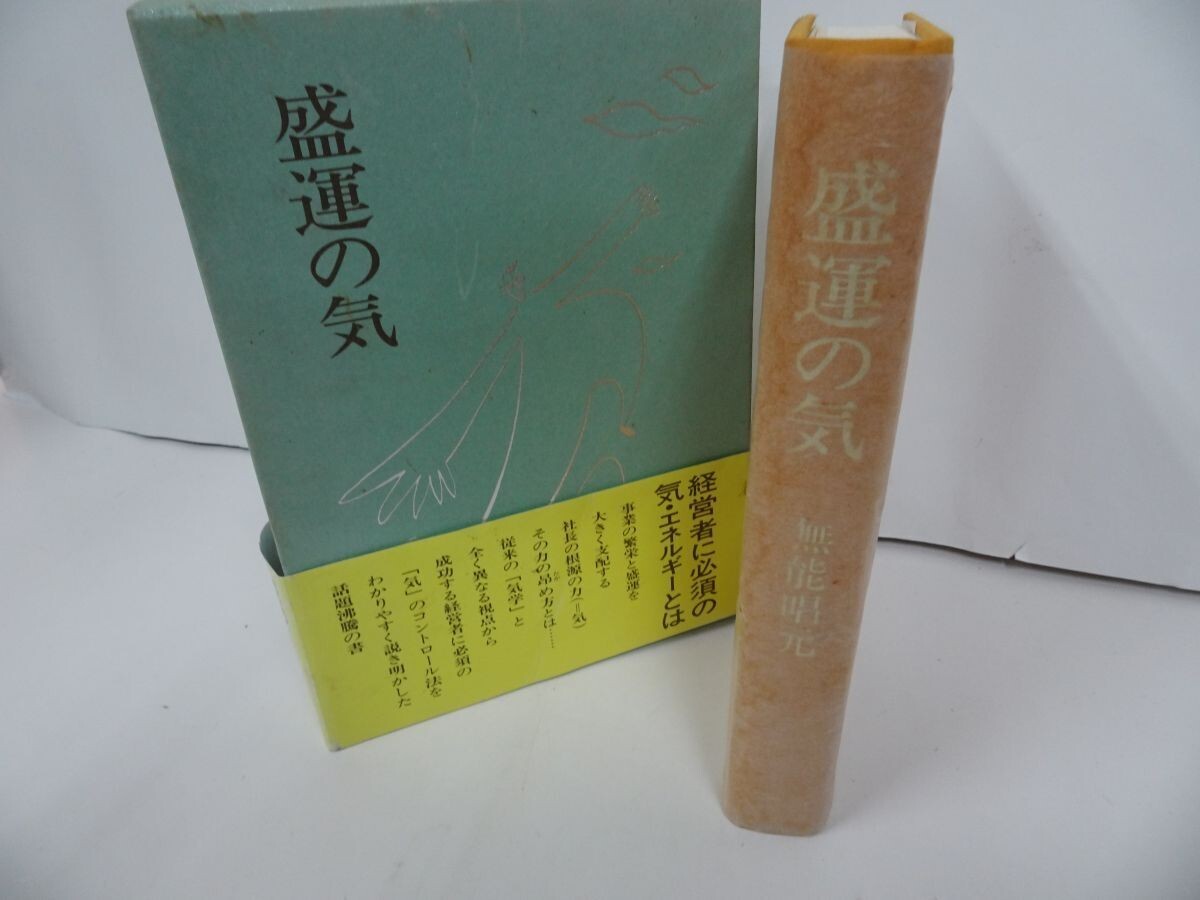 盛運の気
経営者に必須の
気・エネルギーとは
事業の繁栄と盛運を
大きく支配する
社長の根源の力(=気)
その力の昂め方とは……
従来の「気学」と
全く異なる視点から
成功する経営者に必須の
「気」のコントロール法を
わかりやすく説き明かした
話題沸騰の書
盛運の気
無能唱元